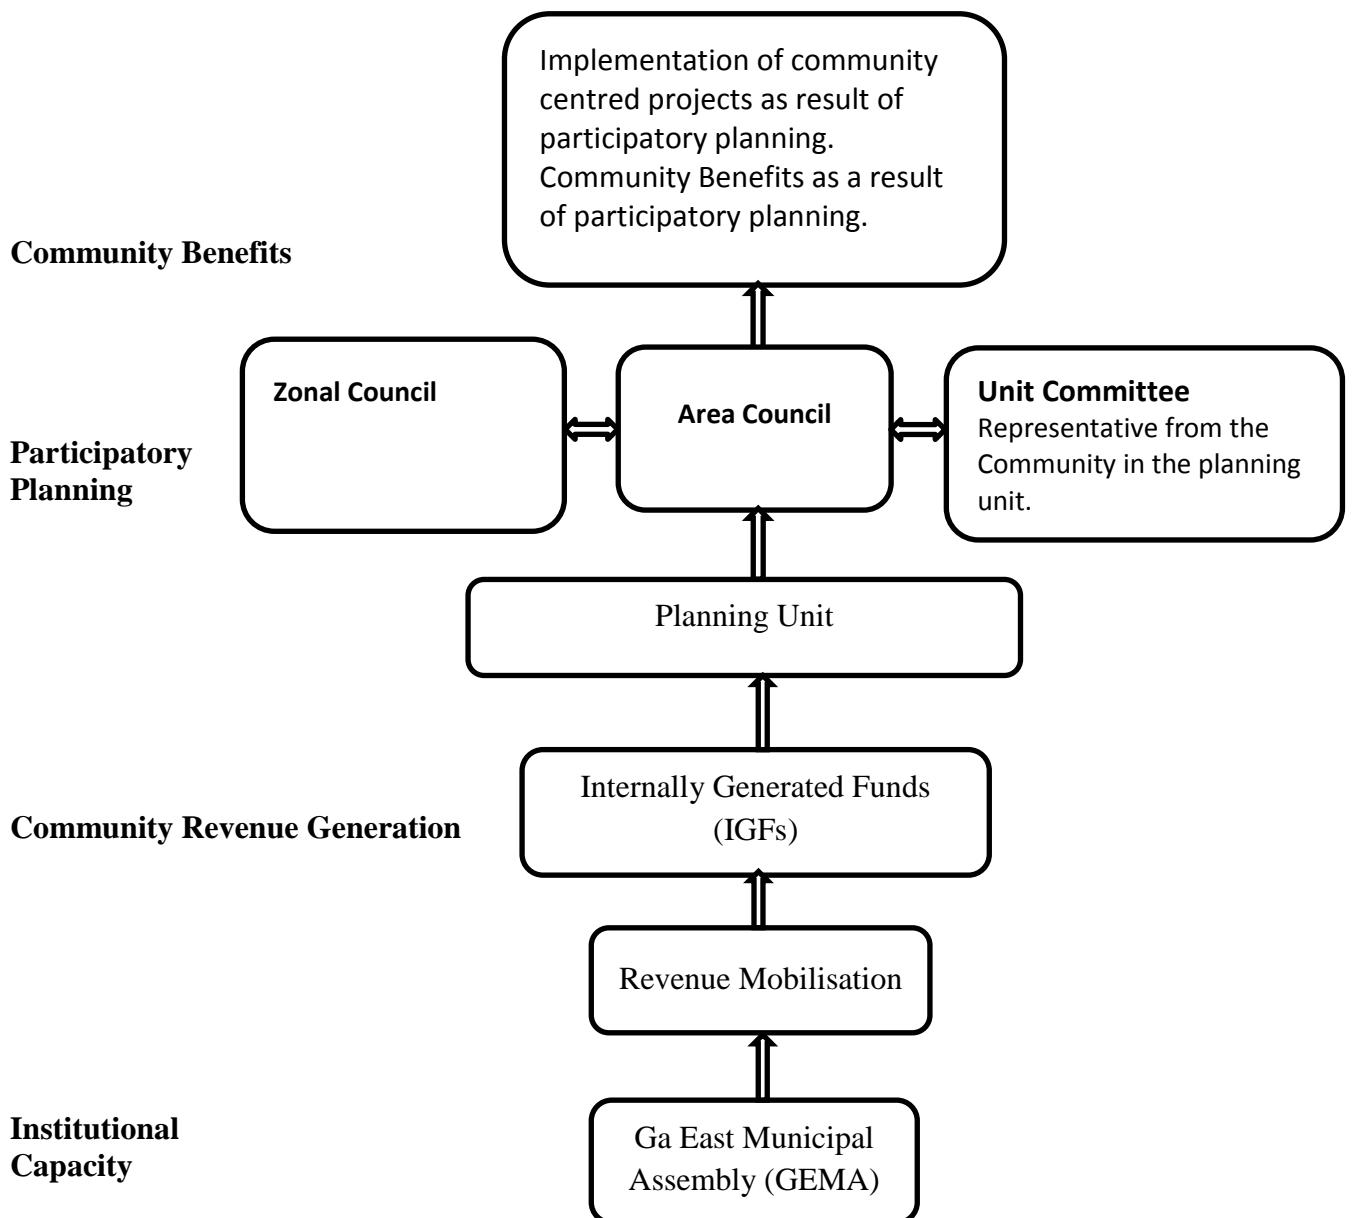 Implementation of community
centred projects as result of
participatory planning.
Community Benefits as a result
of participatory planning.
Community Benefits
Zonal Council
Area Council
Unit Committee
Representative from the
Community in the planning
unit.
Participatory
Planning
Planning Unit
Internally Generated Funds
(IGFs)
Community Revenue Generation
Revenue Mobilisation
Institutional
Capacity
Ga East Municipal
Assembly (GEMA)